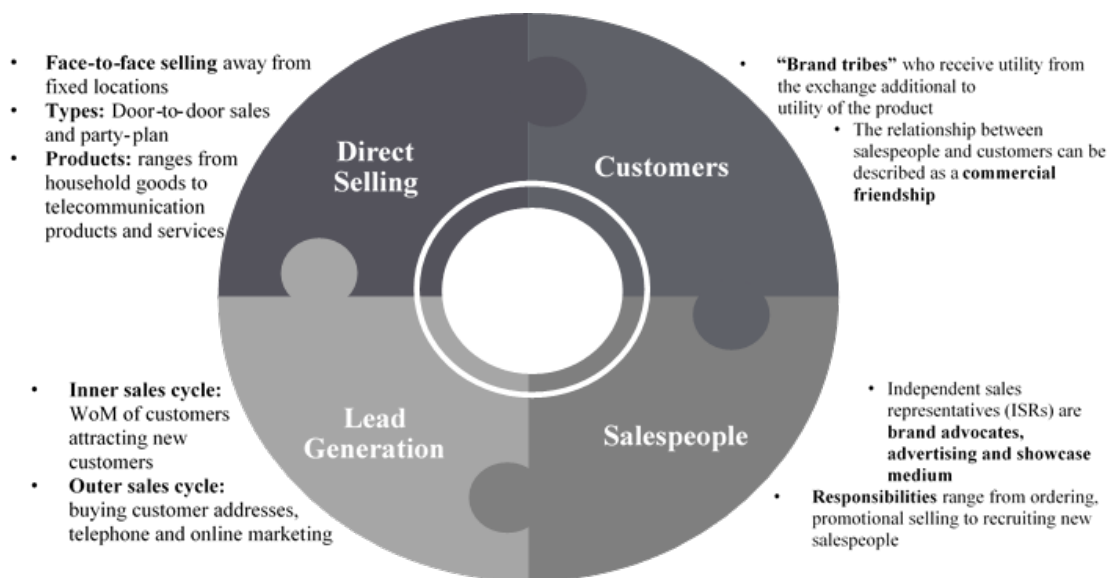 • Face-to-face selling away from
fixed locations
• Types: Door-to-door sales
and party-plan
• Products: ranges from
household goods to
telecommunication
products and services
Direct
Selling
Customers
• “Brand tribes” who receive utility from
the exchange additional to
utility of the product
• The relationship between
salespeople and customers can be
described as a commercial
friendship
• Inner sales cycle:
WoM of customers
attracting new
customers
• Outer sales cycle:
buying customer addresses,
telephone and online marketing
Lead
Generation
Salespeople
• Independent sales
representatives (ISRs) are
brand advocates,
advertising and showcase
medium
• Responsibilities range from ordering,
promotional selling to recruiting new
salespeople